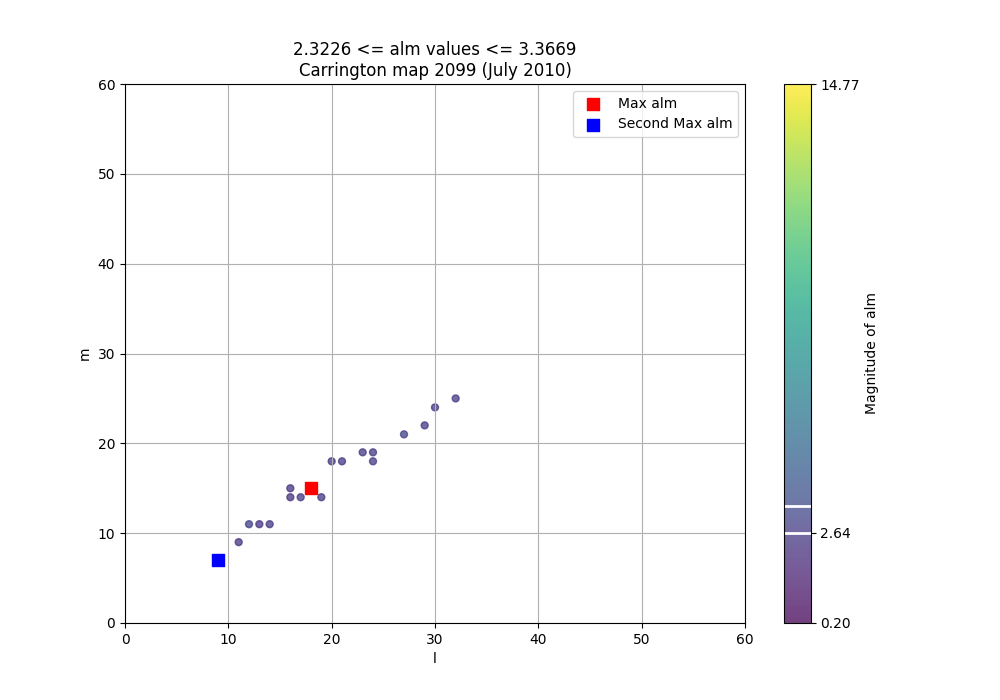 2.3226 <= alm values <= 3.3669
Carrington map 2099 (July 2010)
Max alm
Second Max alm
60
50
40
30
20
10
0
m
0 10 20 30 40 50 60
l
14.77
2.64
0.20
Magnitude of alm